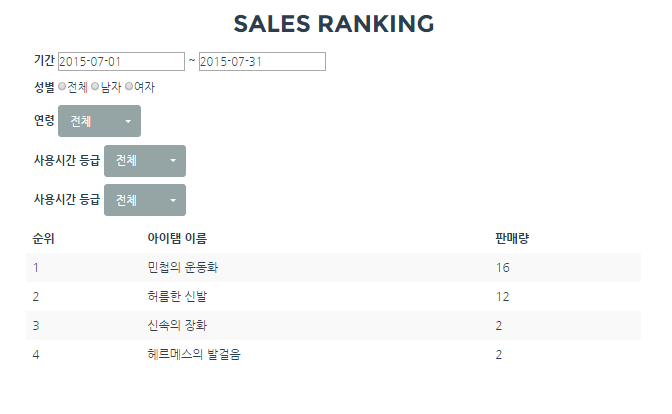 SALES RANKING
기간 2015-07-01 ~ 2015-07-31
성별 전체 남자 여자
연령 전체
사용시간 등급 전체
사용시간 등급 전체
순위 아이탬 이름 판매량
1 민첩의 운동화 16
2 허름한 신발 12
3 신속의 장화 2
4 헤르메스의 발걸음 2